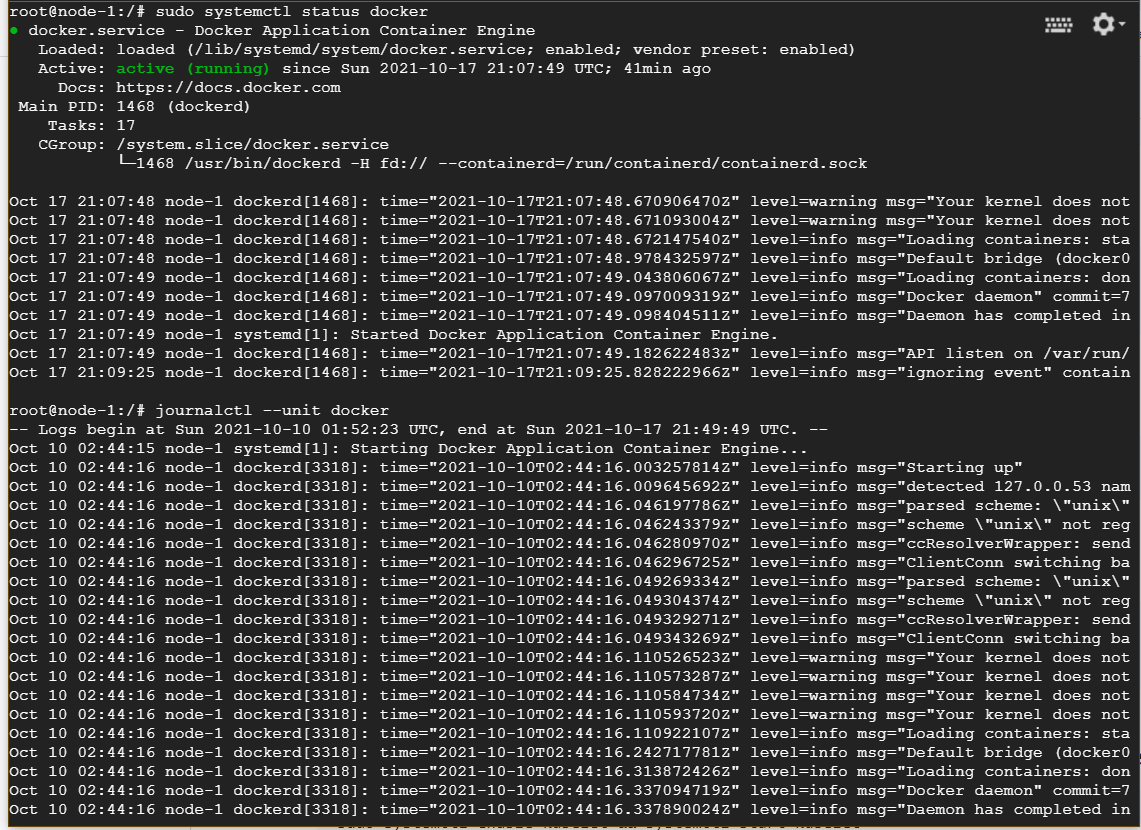 root@node-1:/# sudo systemctl status docker
● docker.service - Docker Application Container Engine
   Loaded: loaded (/lib/systemd/system/docker.service; enabled; vendor preset: enabled)
   Active: active (running) since Sun 2021-10-17 21:07:49 UTC; 41min ago
     Docs: https://docs.docker.com
 Main PID: 1468 (dockerd)
    Tasks: 17
   CGroup: /system.slice/docker.service
           └─1468 /usr/bin/dockerd -H fd:// --containerd=/run/containerd/containerd.sock
Oct 17 21:07:48 node-1 dockerd[1468]: time="2021-10-17T21:07:48.670906470Z" level=warning msg="Your kernel does not
Oct 17 21:07:48 node-1 dockerd[1468]: time="2021-10-17T21:07:48.671093004Z" level=warning msg="Your kernel does not
Oct 17 21:07:48 node-1 dockerd[1468]: time="2021-10-17T21:07:48.672147540Z" level=info msg="Loading containers: sta
Oct 17 21:07:48 node-1 dockerd[1468]: time="2021-10-17T21:07:48.978432597Z" level=info msg="Default bridge (docker0
Oct 17 21:07:49 node-1 dockerd[1468]: time="2021-10-17T21:07:49.043806067Z" level=info msg="Loading containers: don
Oct 17 21:07:49 node-1 dockerd[1468]: time="2021-10-17T21:07:49.097009319Z" level=info msg="Docker daemon" commit=7
Oct 17 21:07:49 node-1 dockerd[1468]: time="2021-10-17T21:07:49.098404511Z" level=info msg="Daemon has completed in
Oct 17 21:07:49 node-1 systemd[1]: Started Docker Application Container Engine.
Oct 17 21:07:49 node-1 dockerd[1468]: time="2021-10-17T21:07:49.182622483Z" level=info msg="API listen on /var/run/
Oct 17 21:09:25 node-1 dockerd[1468]: time="2021-10-17T21:09:25.828222966Z" level=info msg="ignoring event" contain
root@node-1:/# journalctl --unit docker
-- Logs begin at Sun 2021-10-10 01:52:23 UTC, end at Sun 2021-10-17 21:49:49 UTC. --
Oct 10 02:44:15 node-1 systemd[1]: Starting Docker Application Container Engine...
Oct 10 02:44:16 node-1 dockerd[3318]: time="2021-10-10T02:44:16.003257814Z" level=info msg="Starting up"
Oct 10 02:44:16 node-1 dockerd[3318]: time="2021-10-10T02:44:16.009645692Z" level=info msg="detected 127.0.0.53 nam
Oct 10 02:44:16 node-1 dockerd[3318]: time="2021-10-10T02:44:16.046197786Z" level=info msg="parsed scheme: \"unix\"
Oct 10 02:44:16 node-1 dockerd[3318]: time="2021-10-10T02:44:16.046243379Z" level=info msg="scheme \"unix\" not reg
Oct 10 02:44:16 node-1 dockerd[3318]: time="2021-10-10T02:44:16.046280970Z" level=info msg="ccResolverWrapper: send
Oct 10 02:44:16 node-1 dockerd[3318]: time="2021-10-10T02:44:16.046296725Z" level=info msg="ClientConn switching ba
Oct 10 02:44:16 node-1 dockerd[3318]: time="2021-10-10T02:44:16.049269334Z" level=info msg="parsed scheme: \"unix\"
Oct 10 02:44:16 node-1 dockerd[3318]: time="2021-10-10T02:44:16.049304374Z" level=info msg="scheme \"unix\" not reg
Oct 10 02:44:16 node-1 dockerd[3318]: time="2021-10-10T02:44:16.049329271Z" level=info msg="ccResolverWrapper: send
Oct 10 02:44:16 node-1 dockerd[3318]: time="2021-10-10T02:44:16.049343269Z" level=info msg="ClientConn switching ba
Oct 10 02:44:16 node-1 dockerd[3318]: time="2021-10-10T02:44:16.110526523Z" level=warning msg="Your kernel does not
Oct 10 02:44:16 node-1 dockerd[3318]: time="2021-10-10T02:44:16.110573287Z" level=warning msg="Your kernel does not
Oct 10 02:44:16 node-1 dockerd[3318]: time="2021-10-10T02:44:16.110584734Z" level=warning msg="Your kernel does not
Oct 10 02:44:16 node-1 dockerd[3318]: time="2021-10-10T02:44:16.110593720Z" level=warning msg="Your kernel does not
Oct 10 02:44:16 node-1 dockerd[3318]: time="2021-10-10T02:44:16.110922107Z" level=info msg="Loading containers: sta
Oct 10 02:44:16 node-1 dockerd[3318]: time="2021-10-10T02:44:16.242717781Z" level=info msg="Default bridge (docker0
Oct 10 02:44:16 node-1 dockerd[3318]: time="2021-10-10T02:44:16.313872426Z" level=info msg="Loading containers: don
Oct 10 02:44:16 node-1 dockerd[3318]: time="2021-10-10T02:44:16.337094719Z" level=info msg="Docker daemon" commit=7
Oct 10 02:44:16 node-1 dockerd[3318]: time="2021-10-10T02:44:16.337890024Z" level=info msg="Daemon has completed in